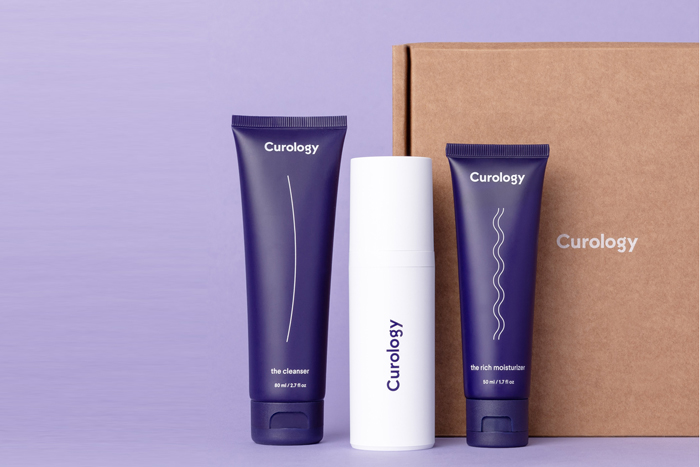 Curology
the cleanser
80 ml / 2.7 fl oz
Curology
Curology
the rich moisturizer
50 ml / 1.7 fl oz
Curology